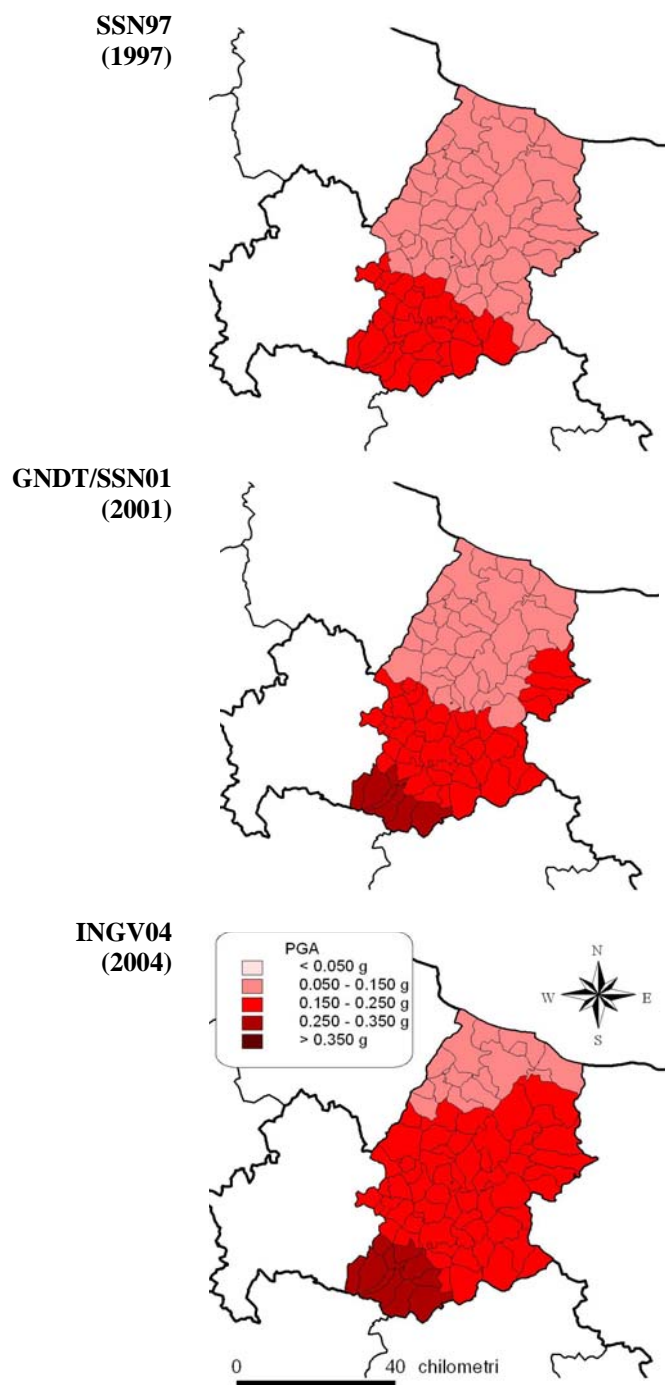 SSN97
(1997)
GNDT/SSN01
(2001)
INGV04
(2004)
PGA
< 0.050 g
0.050 - 0.150 g
0.150 - 0.250 g
0.250 - 0.350 g
> 0.350 g
N
W E
S
0 40 chilometri